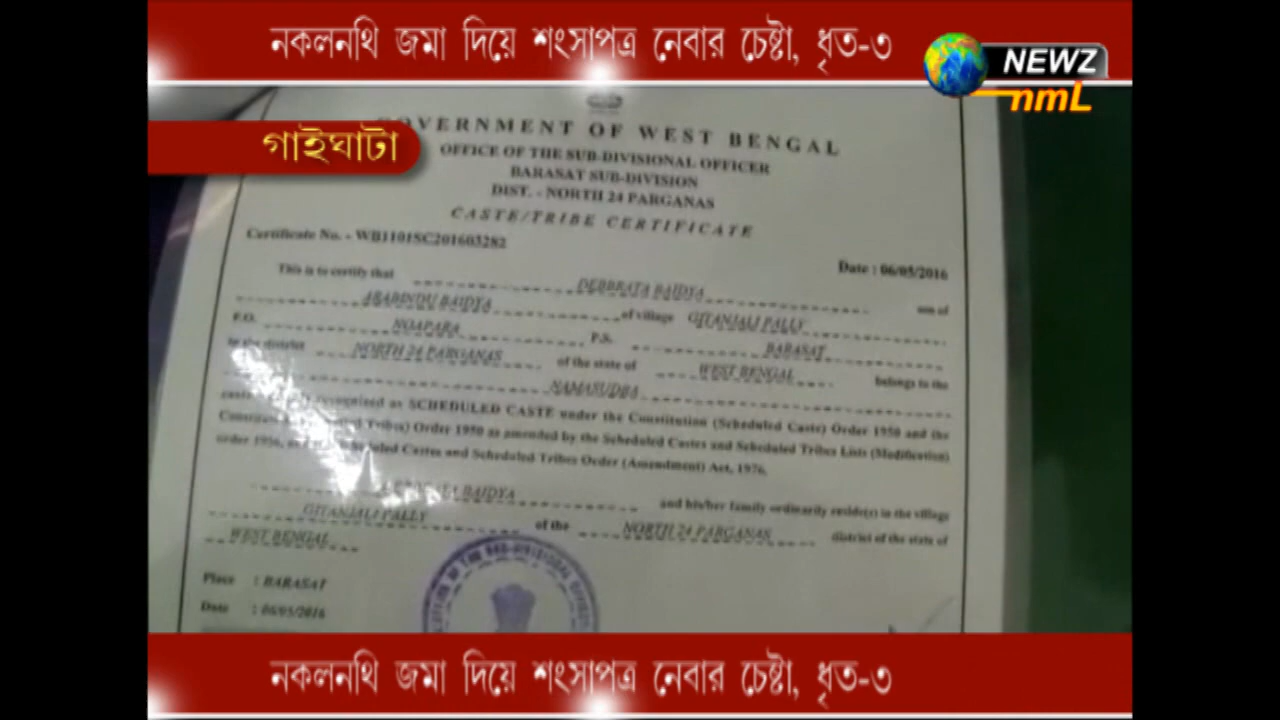 নকলনথি জমা দিয়ে শংসাপত্র নেবার চেষ্টা, ধৃত-৩
NEWZ
nmL
গাইঘাটা
GOVERNMENT OF WEST BENGAL
OFFICE OF THE SUB-DIVISIONAL OFFICER
BARASAT SUB-DIVISION
DIST. - NORTH 24 PARGANAS
CASTE/TRIBE CERTIFICATE
Certificate No. - WB1101SC201603282
Date : 06/05/2016
This is to certify that DEBBRATA BAIDYA son of
ARABINDU BAIDYA of village GITANJALI PALLY
P.O. NOAPARA P.S. BARASAT
in the district NORTH 24 PARGANAS of the state of WEST BENGAL belongs to the
NAMASUDRA
recognized as SCHEDULED CASTE under the Constitution (Scheduled Caste) Order 1950 and the
Tribes) Order 1950 as amended by the Scheduled Castes and Scheduled Tribes Lists (Modification)
order 1956, Castes and Scheduled Tribes Order (Amendment) Act, 1976.
BAIDYA and his/her family ordinarily reside(s) in the village
GITANJALI PALLY of the NORTH 24 PARGANAS district of the state of
WEST BENGAL
Place : BARASAT
Date : 06/05/2016
OF THE SUB-DIVISIONAL
নকলনথি জমা দিয়ে শংসাপত্র নেবার চেষ্টা, ধৃত-৩